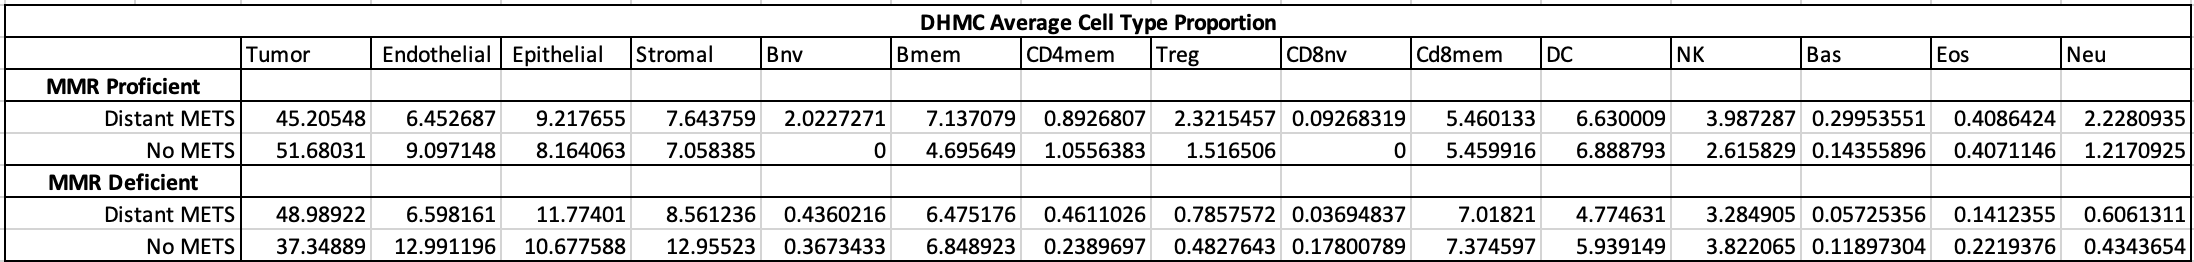 DHMC Average Cell Type Proportion
Tumor Endothelial Epithelial Stromal Bnv Bmem CD4mem Treg CD8nv Cd8mem DC NK Bas Eos Neu
MMR Proficient
Distant METS 45.20548 6.452687 9.217655 7.643759 2.0227271 7.137079 0.8926807 2.3215457 0.09268319 5.460133 6.630009 3.987287 0.29953551 0.4086424 2.2280935
No METS 51.68031 9.097148 8.164063 7.058385 0 4.695649 1.0556383 1.516506 0 5.459916 6.888793 2.615829 0.14355896 0.4071146 1.2170925
MMR Deficient
Distant METS 48.98922 6.598161 11.77401 8.561236 0.4360216 6.475176 0.4611026 0.7857572 0.03694837 7.01821 4.774631 3.284905 0.05725356 0.1412355 0.6061311
No METS 37.34889 12.991196 10.677588 12.95523 0.3673433 6.848923 0.2389697 0.4827643 0.17800789 7.374597 5.939149 3.822065 0.11897304 0.2219376 0.4343654